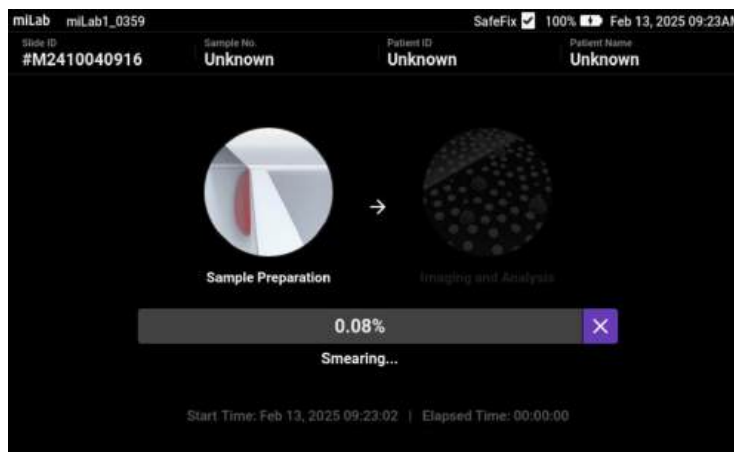 miLab miLab1_0359 SafeFix 100% Feb 13, 2025 09:23AM
Slide ID Sample No. Patient ID Patient Name
#M2410040916 Unknown Unknown Unknown
Sample Preparation Imaging and Analysis
0.08%
Smearing...
Start Time: Feb 13, 2025 09:23:02 | Elapsed Time: 00:00:00